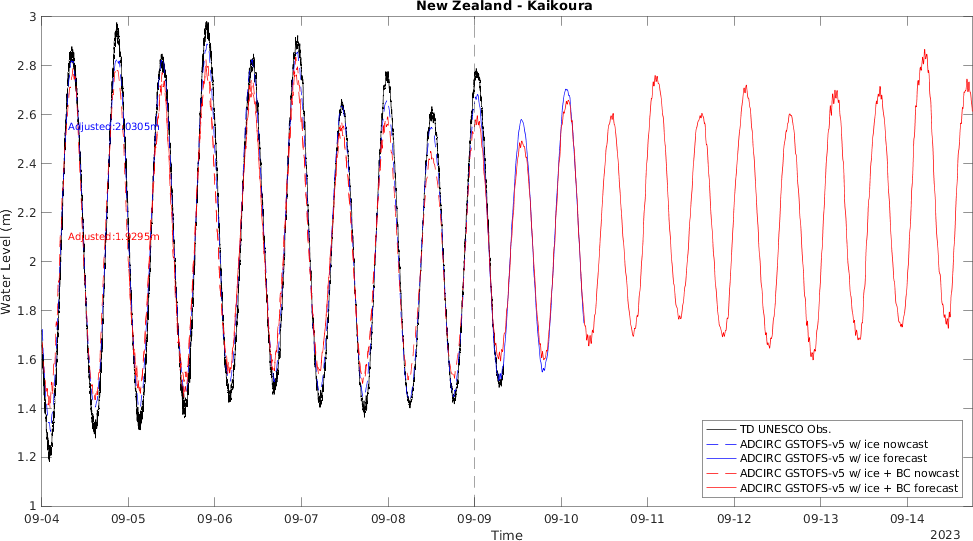 New Zealand - Kaikoura
Water Level (m)
3
2.8
2.6
2.4
2.2
2
1.8
1.6
1.4
1.2
1
Adjusted:2.0305m
Adjusted:1.9295m
TD UNESCO Obs.
ADCIRC GSTOFS-v5 w/ ice nowcast
ADCIRC GSTOFS-v5 w/ ice forecast
ADCIRC GSTOFS-v5 w/ ice + BC nowcast
ADCIRC GSTOFS-v5 w/ ice + BC forecast
09-04 09-05 09-06 09-07 09-08 09-09 09-10 09-11 09-12 09-13 09-14
Time
2023